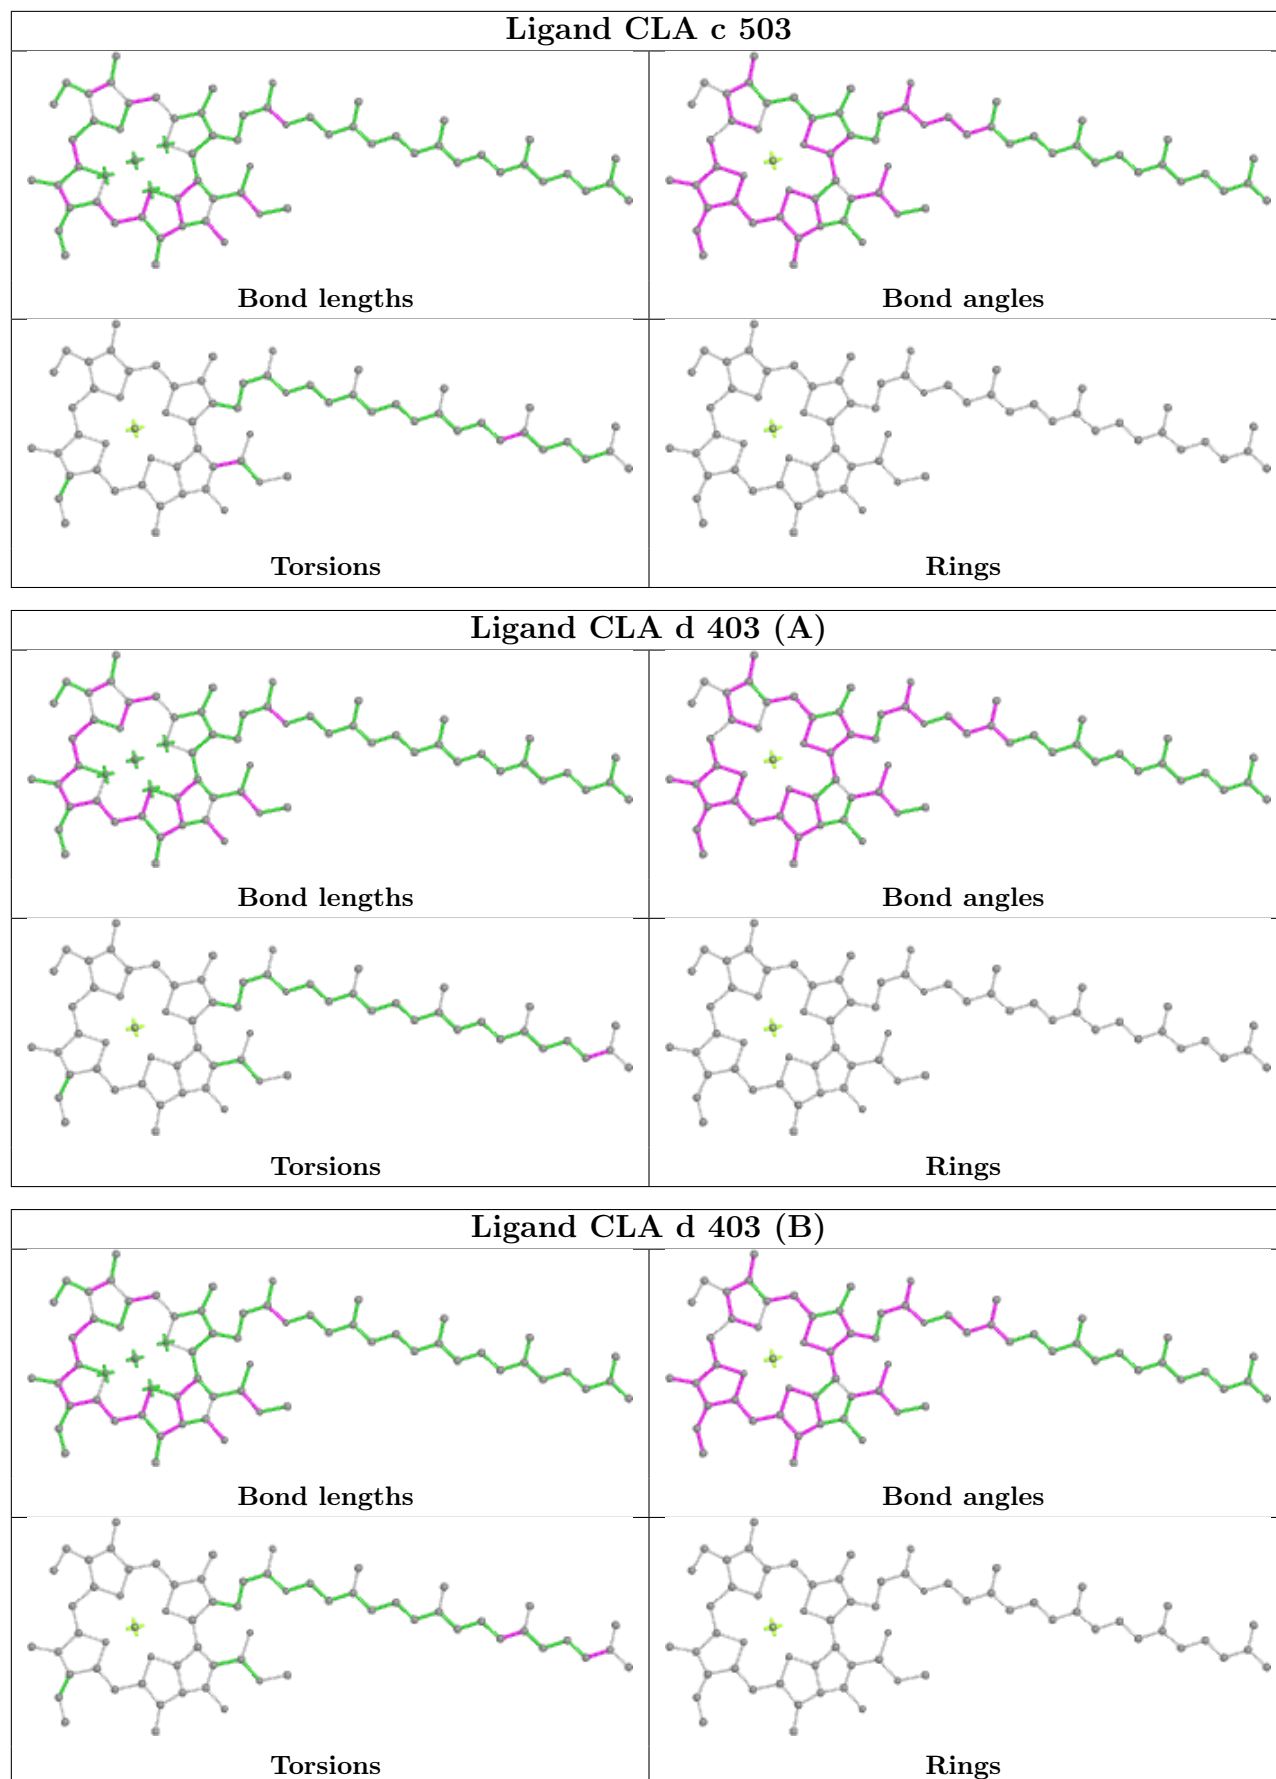 Ligand CLA c 503
Bond lengths
Bond angles
Torsions
Rings
Ligand CLA d 403 (A)
Bond lengths
Bond angles
Torsions
Rings
Ligand CLA d 403 (B)
Bond lengths
Bond angles
Torsions
Rings